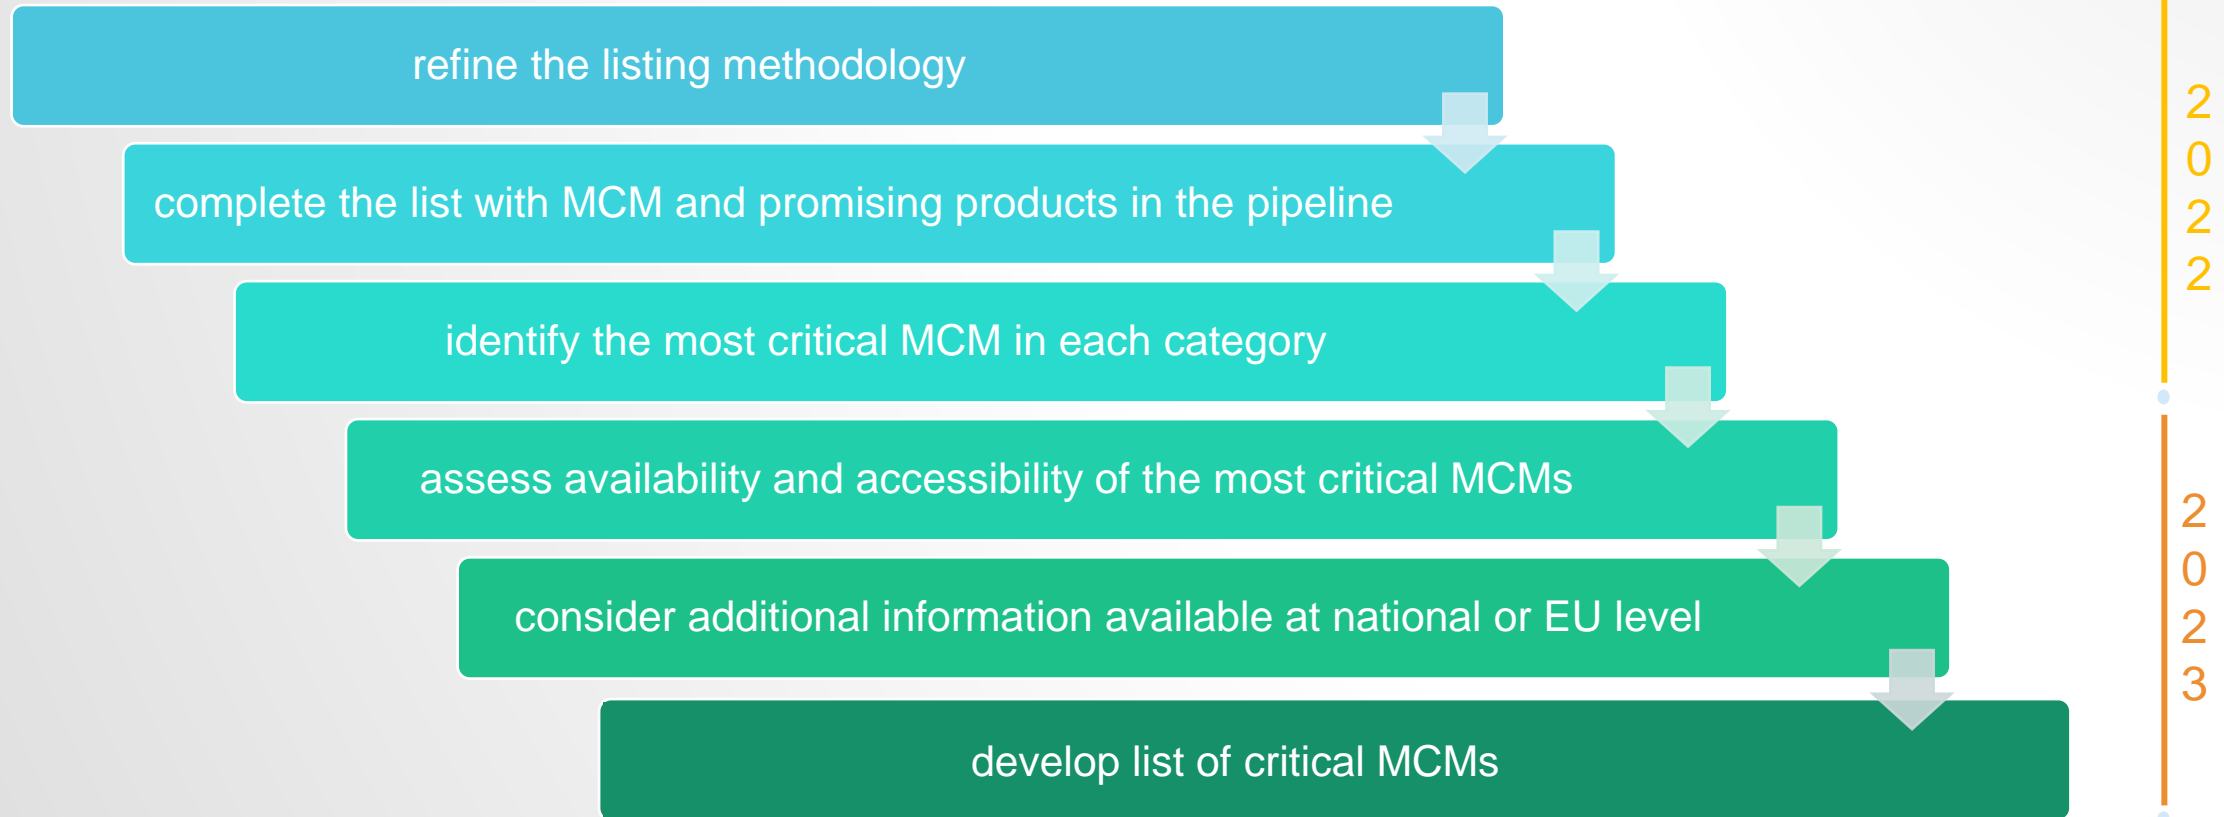 refine the listing methodology
complete the list with MCM and promising products in the pipeline
identify the most critical MCM in each category
assess availability and accessibility of the most critical MCMs
consider additional information available at national or EU level
develop list of critical MCMs
2
0
2
2
2
0
2
3